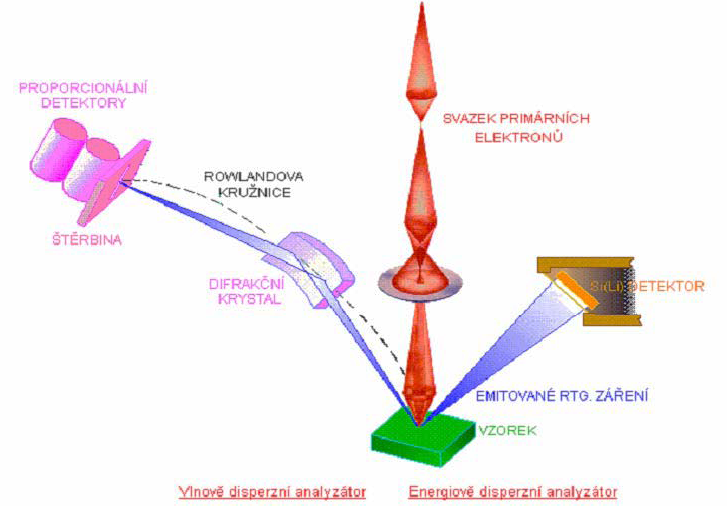 PROPORCIONÁLNÍ
DETEKTORY
SVAZEK PRIMÁRNÍCH
ELEKTRONŮ
ROWLANDOVA
KRUŽNICE
ŠTĚRBINA
DIFRAKČNÍ
KRYSTAL
Si(Li) DETEKTOR
EMITOVANÉ RTG. ZÁŘENÍ
VZOREK
Vlnově disperzní analyzátor
Energiově disperzní analyzátor